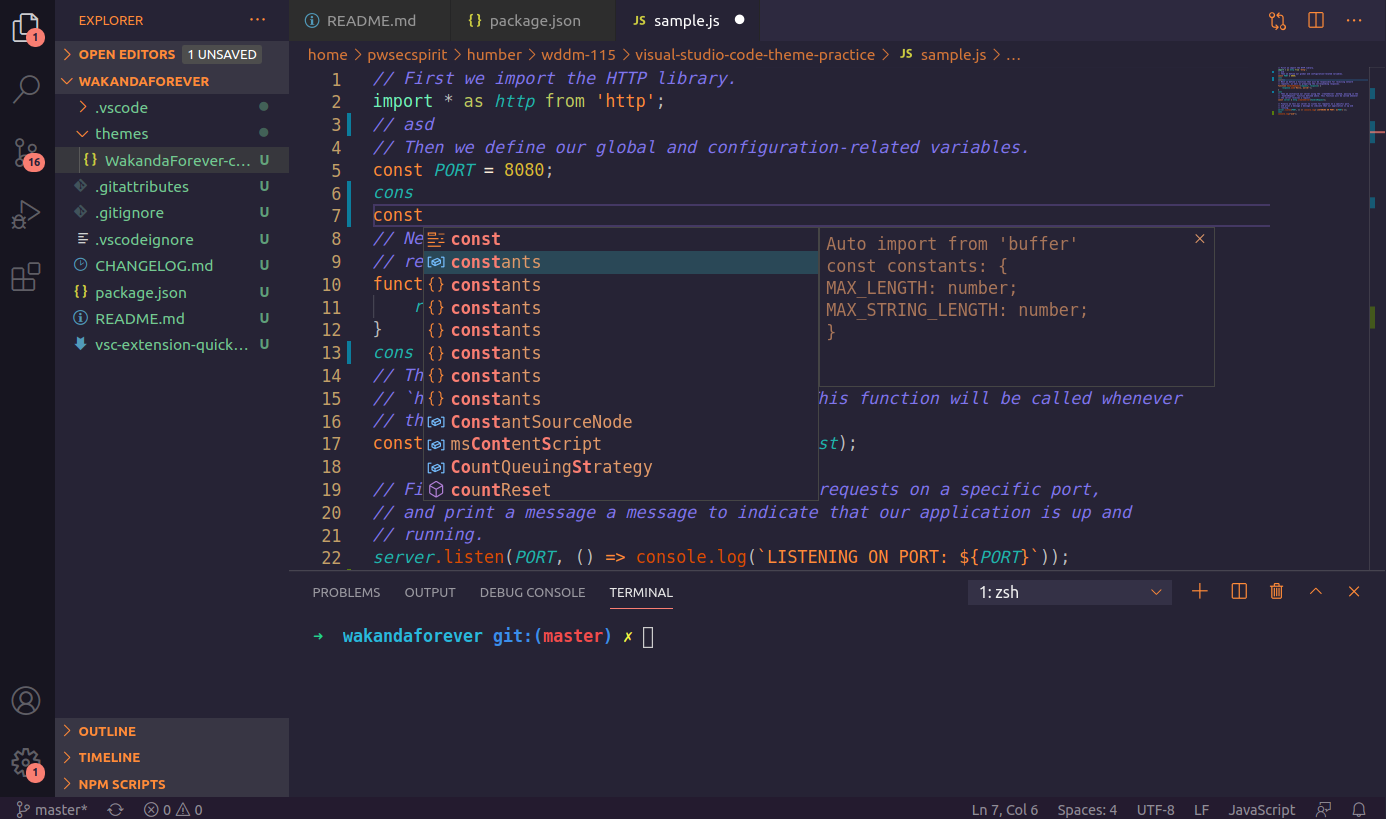 EXPLORER ···
1
OPEN EDITORS 1 UNSAVED
WAKANDAFOREVER
.vscode
themes
{} WakandaForever-c... U
.gitattributes U
.gitignore U
.vscodeignore U
CHANGELOG.md U
{} package.json U
README.md U
vsc-extension-quick... U
16
OUTLINE
TIMELINE
NPM SCRIPTS
1
README.md {} package.json JS sample.js ● ···
home > pwsecspirit > humber > wddm-115 > visual-studio-code-theme-practice > JS sample.js > ...
1 // First we import the HTTP library.
2 import * as http from 'http';
3 // asd
4 // Then we define our global and configuration-related variables.
5 const PORT = 8080;
6 cons
7 const
8 // Ne
9 // re
10 funct
11 r
12 }
13 cons
14 // Th
15 // `h his function will be called whenever
16 // th
17 const st);
18
19 // Fi requests on a specific port,
20 // and print a message a message to indicate that our application is up and
21 // running.
22 server.listen(PORT, () => console.log(`LISTENING ON PORT: ${PORT}`));
const
constants
{} constants
{} constants
{} constants
{} constants
{} constants
{} constants
ConstantSourceNode
msContentScript
CountQueuingStrategy
countReset
Auto import from 'buffer'
const constants: {
MAX_LENGTH: number;
MAX_STRING_LENGTH: number;
}
PROBLEMS OUTPUT DEBUG CONSOLE TERMINAL 1: zsh
➜ wakandaforever git:(master) ✗
master* 0 0 Ln 7, Col 6 Spaces: 4 UTF-8 LF JavaScript